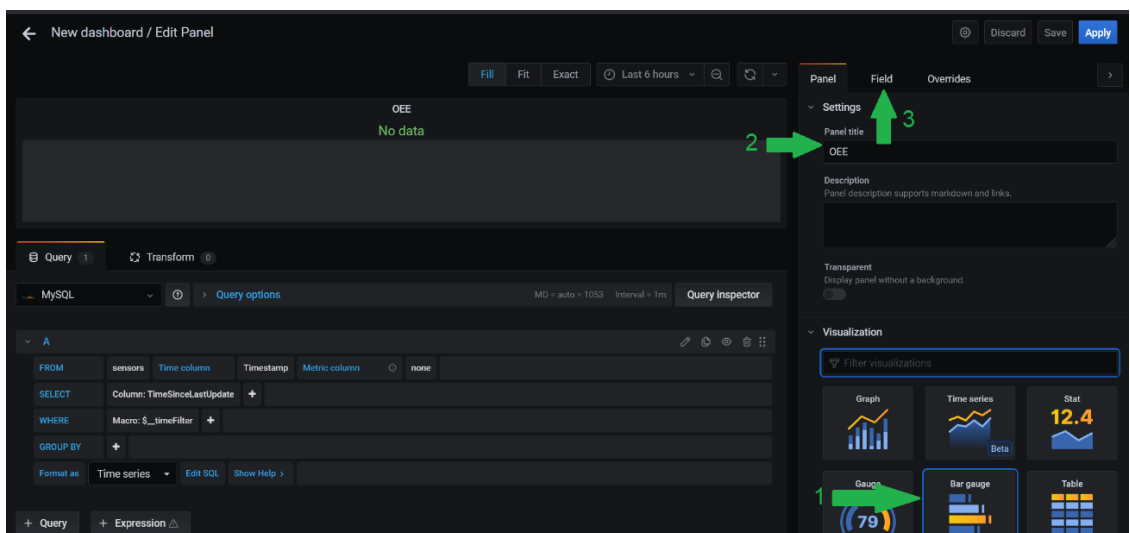 New dashboard / Edit Panel
Discard Save Apply
Fill Fit Exact Last 6 hours
OEE
No data
Query 1 Transform 0
MySQL Query options MD = auto = 1053 Interval = 1m Query inspector
A
FROM sensors Time column Timestamp Metric column none
SELECT Column: TimeSinceLastUpdate +
WHERE Macro: $__timeFilter +
GROUP BY +
Format as Time series Edit SQL Show Help >
+ Query + Expression
Panel Field Overrides
Settings
3
Panel title
2
OEE
Description
Panel description supports markdown and links.
Transparent
Display panel without a background.
Visualization
Filter visualizations
Graph Time series Stat
12.4
Beta
Gauge Bar gauge Table
1
79